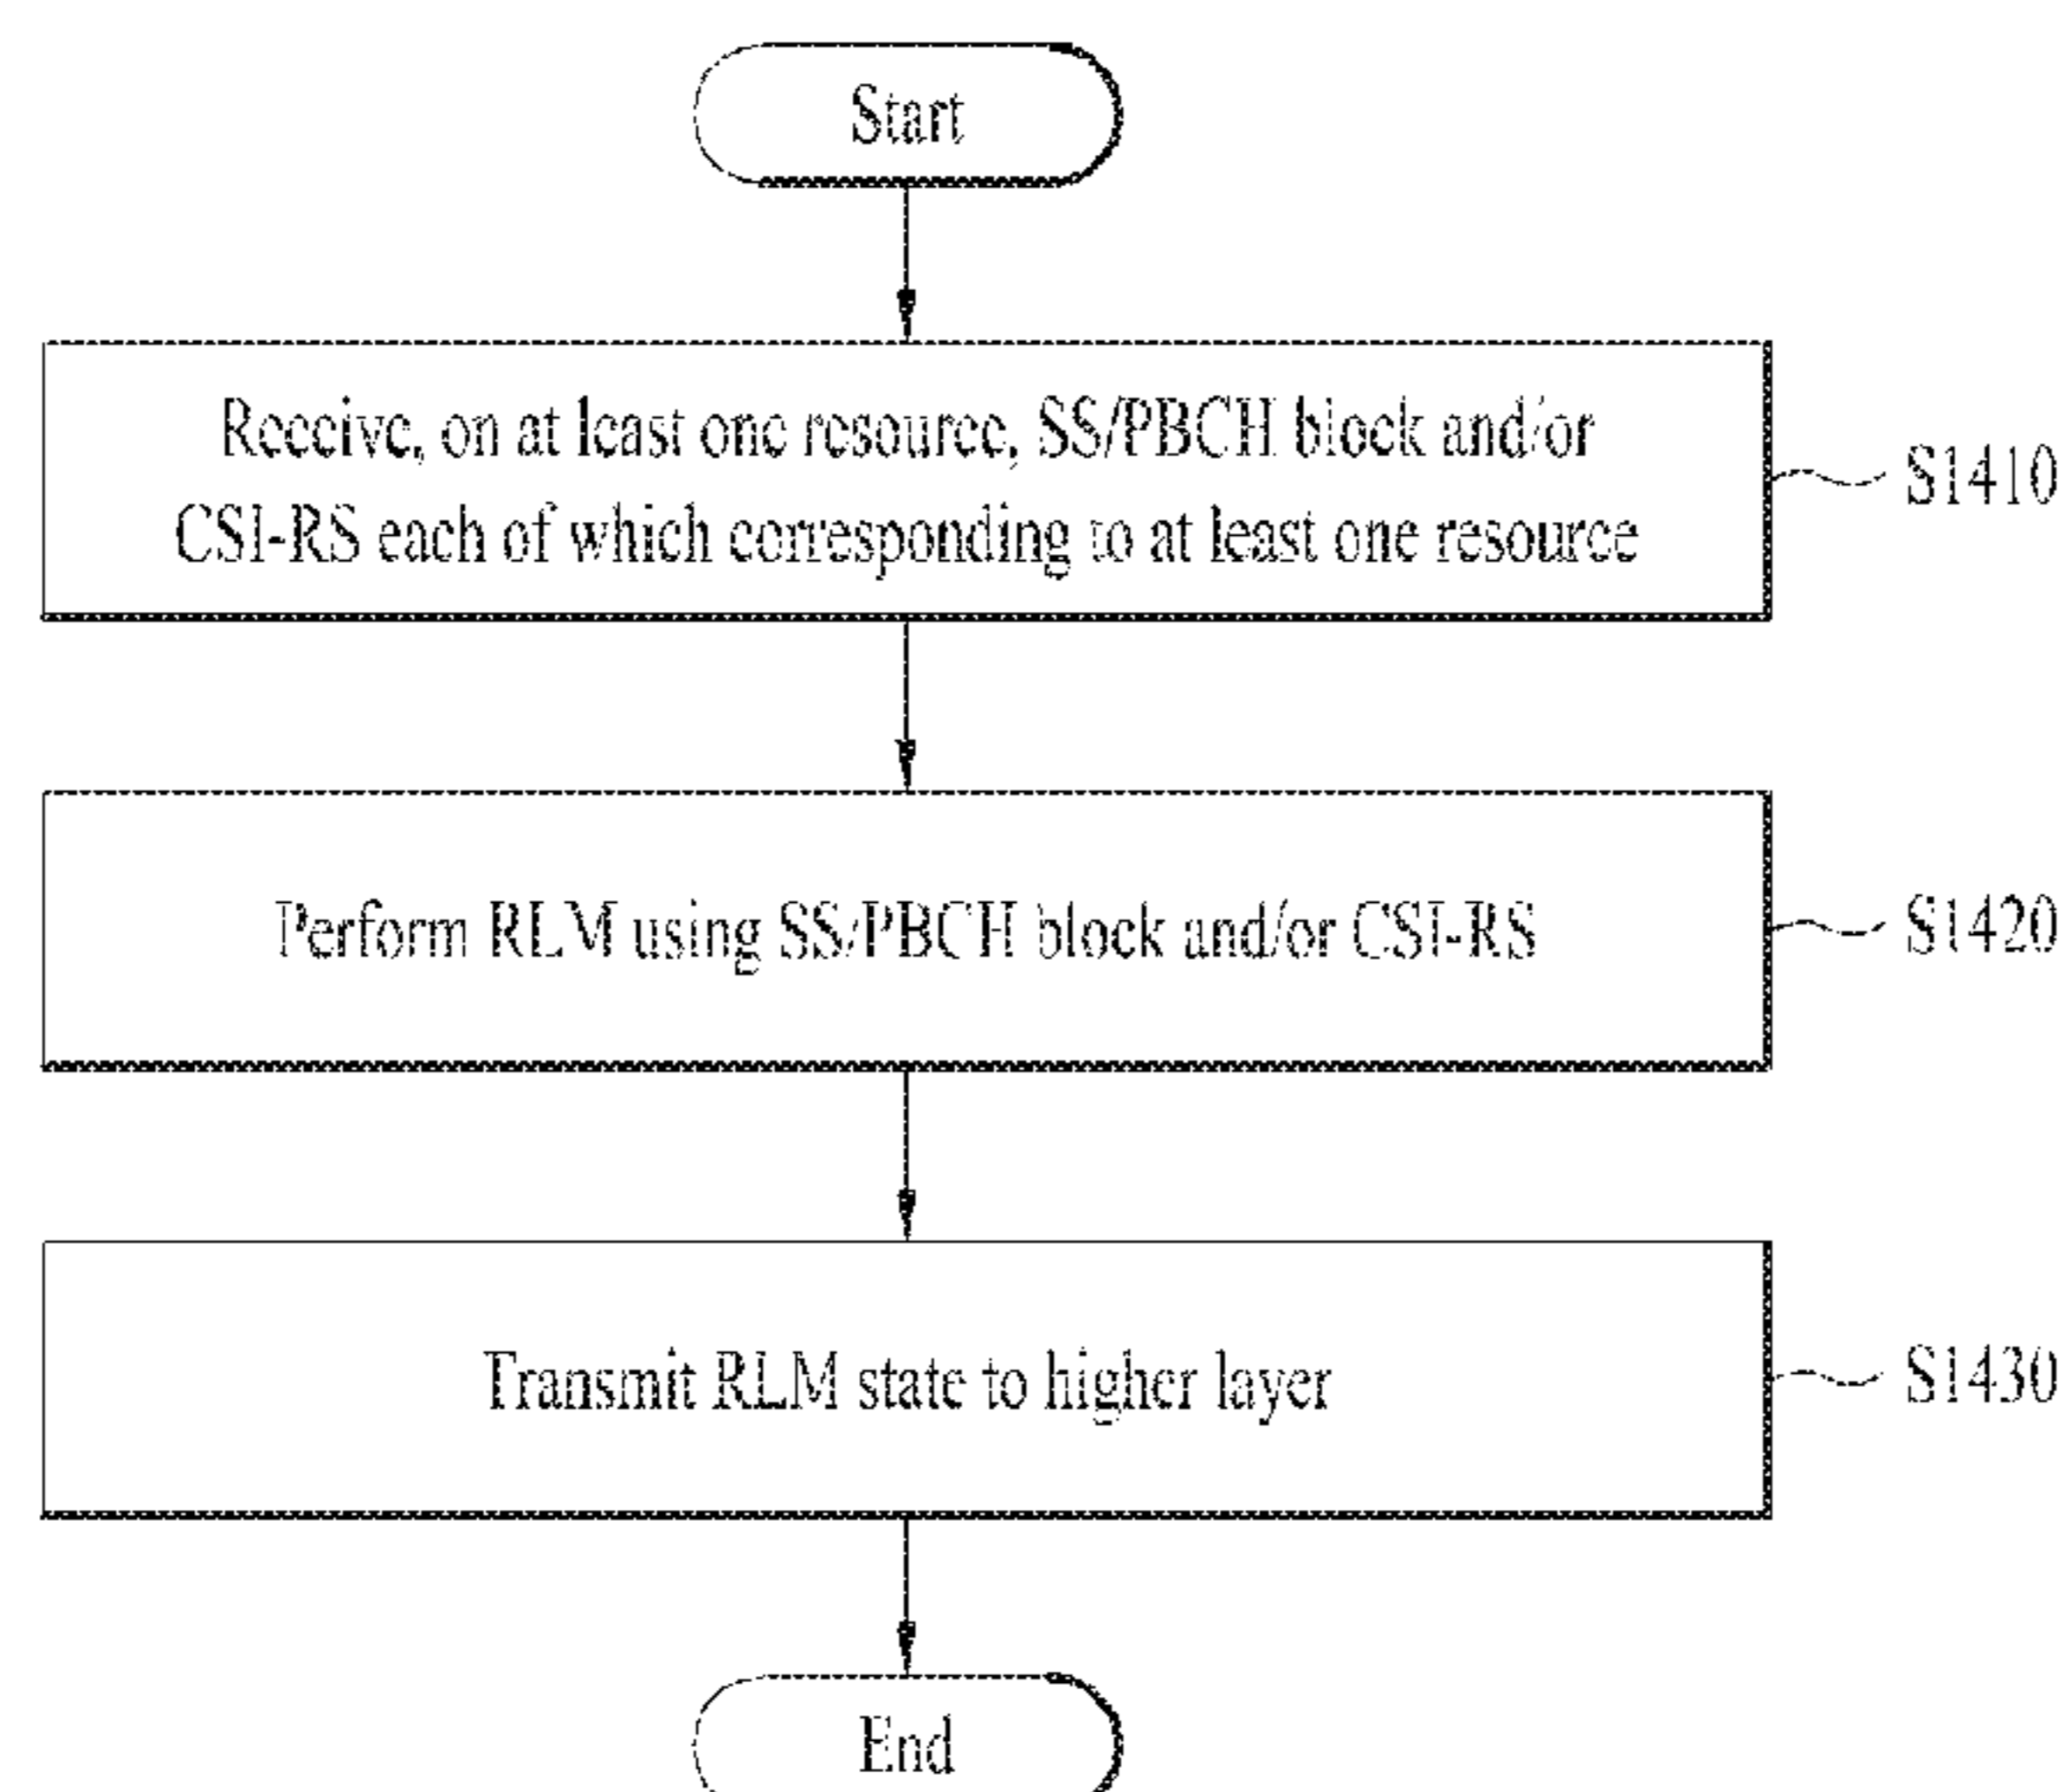 Start
Receive, on at least one resource, SS/PBCH block and/or
CSI-RS each of which corresponding to at least one resource
S1410
Perform RLM using SS/PBCH block and/or CSI-RS
S1420
Transmit RLM state to higher layer
S1430
End